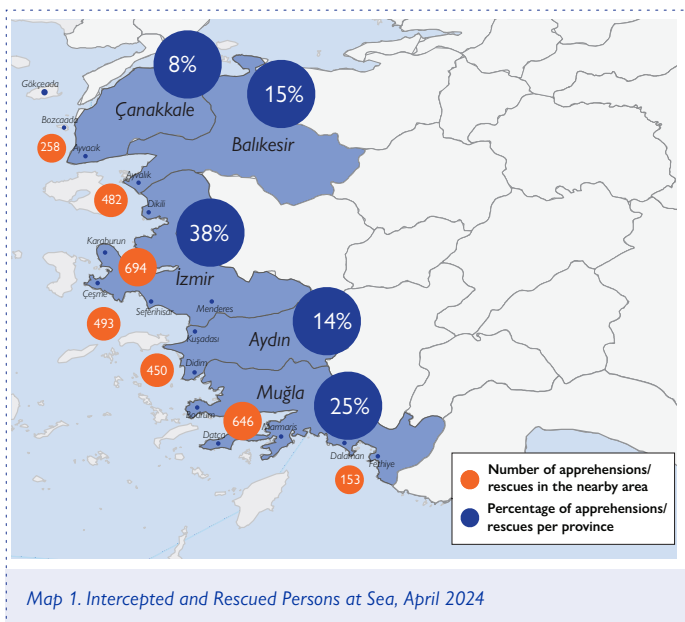 8%
15%
Gökçeada
Çanakkale
Bozcaada
Balıkesir
258
Ayvacık
Ayvalık
482
Dikili
38%
Karaburun
694
İzmir
Çeşme
Seferihisar
Menderes
493
14%
Kuşadası
Aydın
450
Didim
Muğla
25%
Bodrum
646
Marmaris
Datça
Dalaman
Fethiye
153
Number of apprehensions/
rescues in the nearby area
Percentage of apprehensions/
rescues per province
Map 1. Intercepted and Rescued Persons at Sea, April 2024